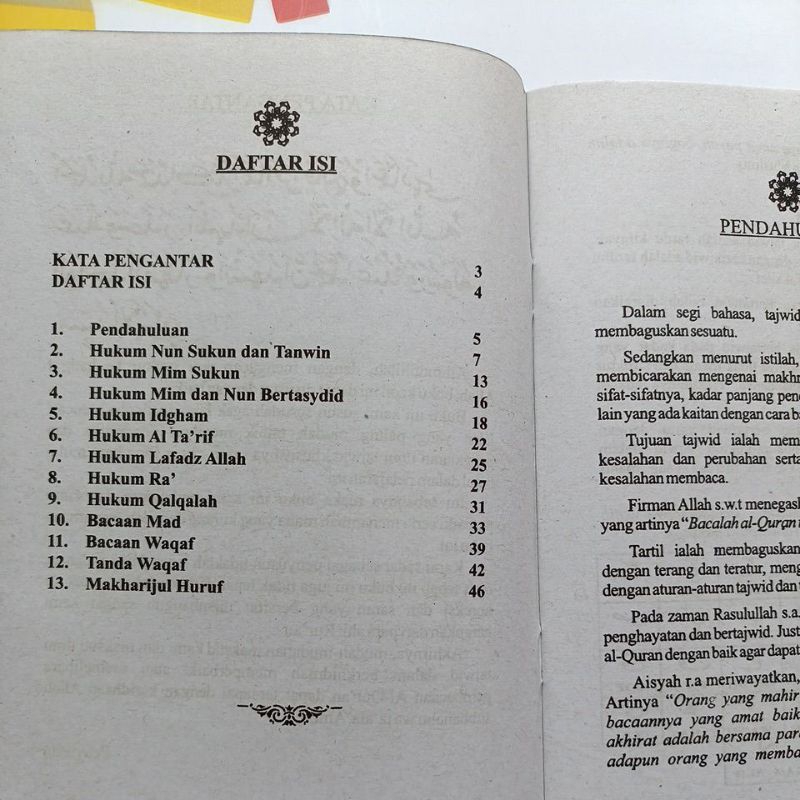 DAFTAR ISI
KATA PENGANTAR 3
DAFTAR ISI 4
1. Pendahuluan 5
2. Hukum Nun Sukun dan Tanwin 7
3. Hukum Mim Sukun 13
4. Hukum Mim dan Nun Bertasydid 16
5. Hukum Idgham 18
6. Hukum Al Ta'rif 22
7. Hukum Lafadz Allah 25
8. Hukum Ra' 27
9. Hukum Qalqalah 31
10. Bacaan Mad 33
11. Bacaan Waqaf 39
12. Tanda Waqaf 42
13. Makharijul Huruf 46
PENDAHU
Dalam segi bahasa, tajwid
membaguskan sesuatu.
Sedangkan menurut istilah,
membicarakan mengenai makhr
sifat-sifatnya, kadar panjang pen
lain yang ada kaitan dengan cara ba
Tujuan tajwid ialah mem
kesalahan dan perubahan serta
kesalahan membaca.
Firman Allah s.w.t menegask
yang artinya "Bacalah al-Quran
Tartil ialah membaguskan
dengan terang dan teratur, meng
dengan aturan-aturan tajwid dan
Pada zaman Rasulullah s.a.
penghayatan dan bertajwid. Just
al-Quran dengan baik agar dapat
Aisyah r.a meriwayatkan,
Artinya "Orang yang mahir
bacaannya yang amat baik
akhirat adalah bersama para
adapun orang yang memba